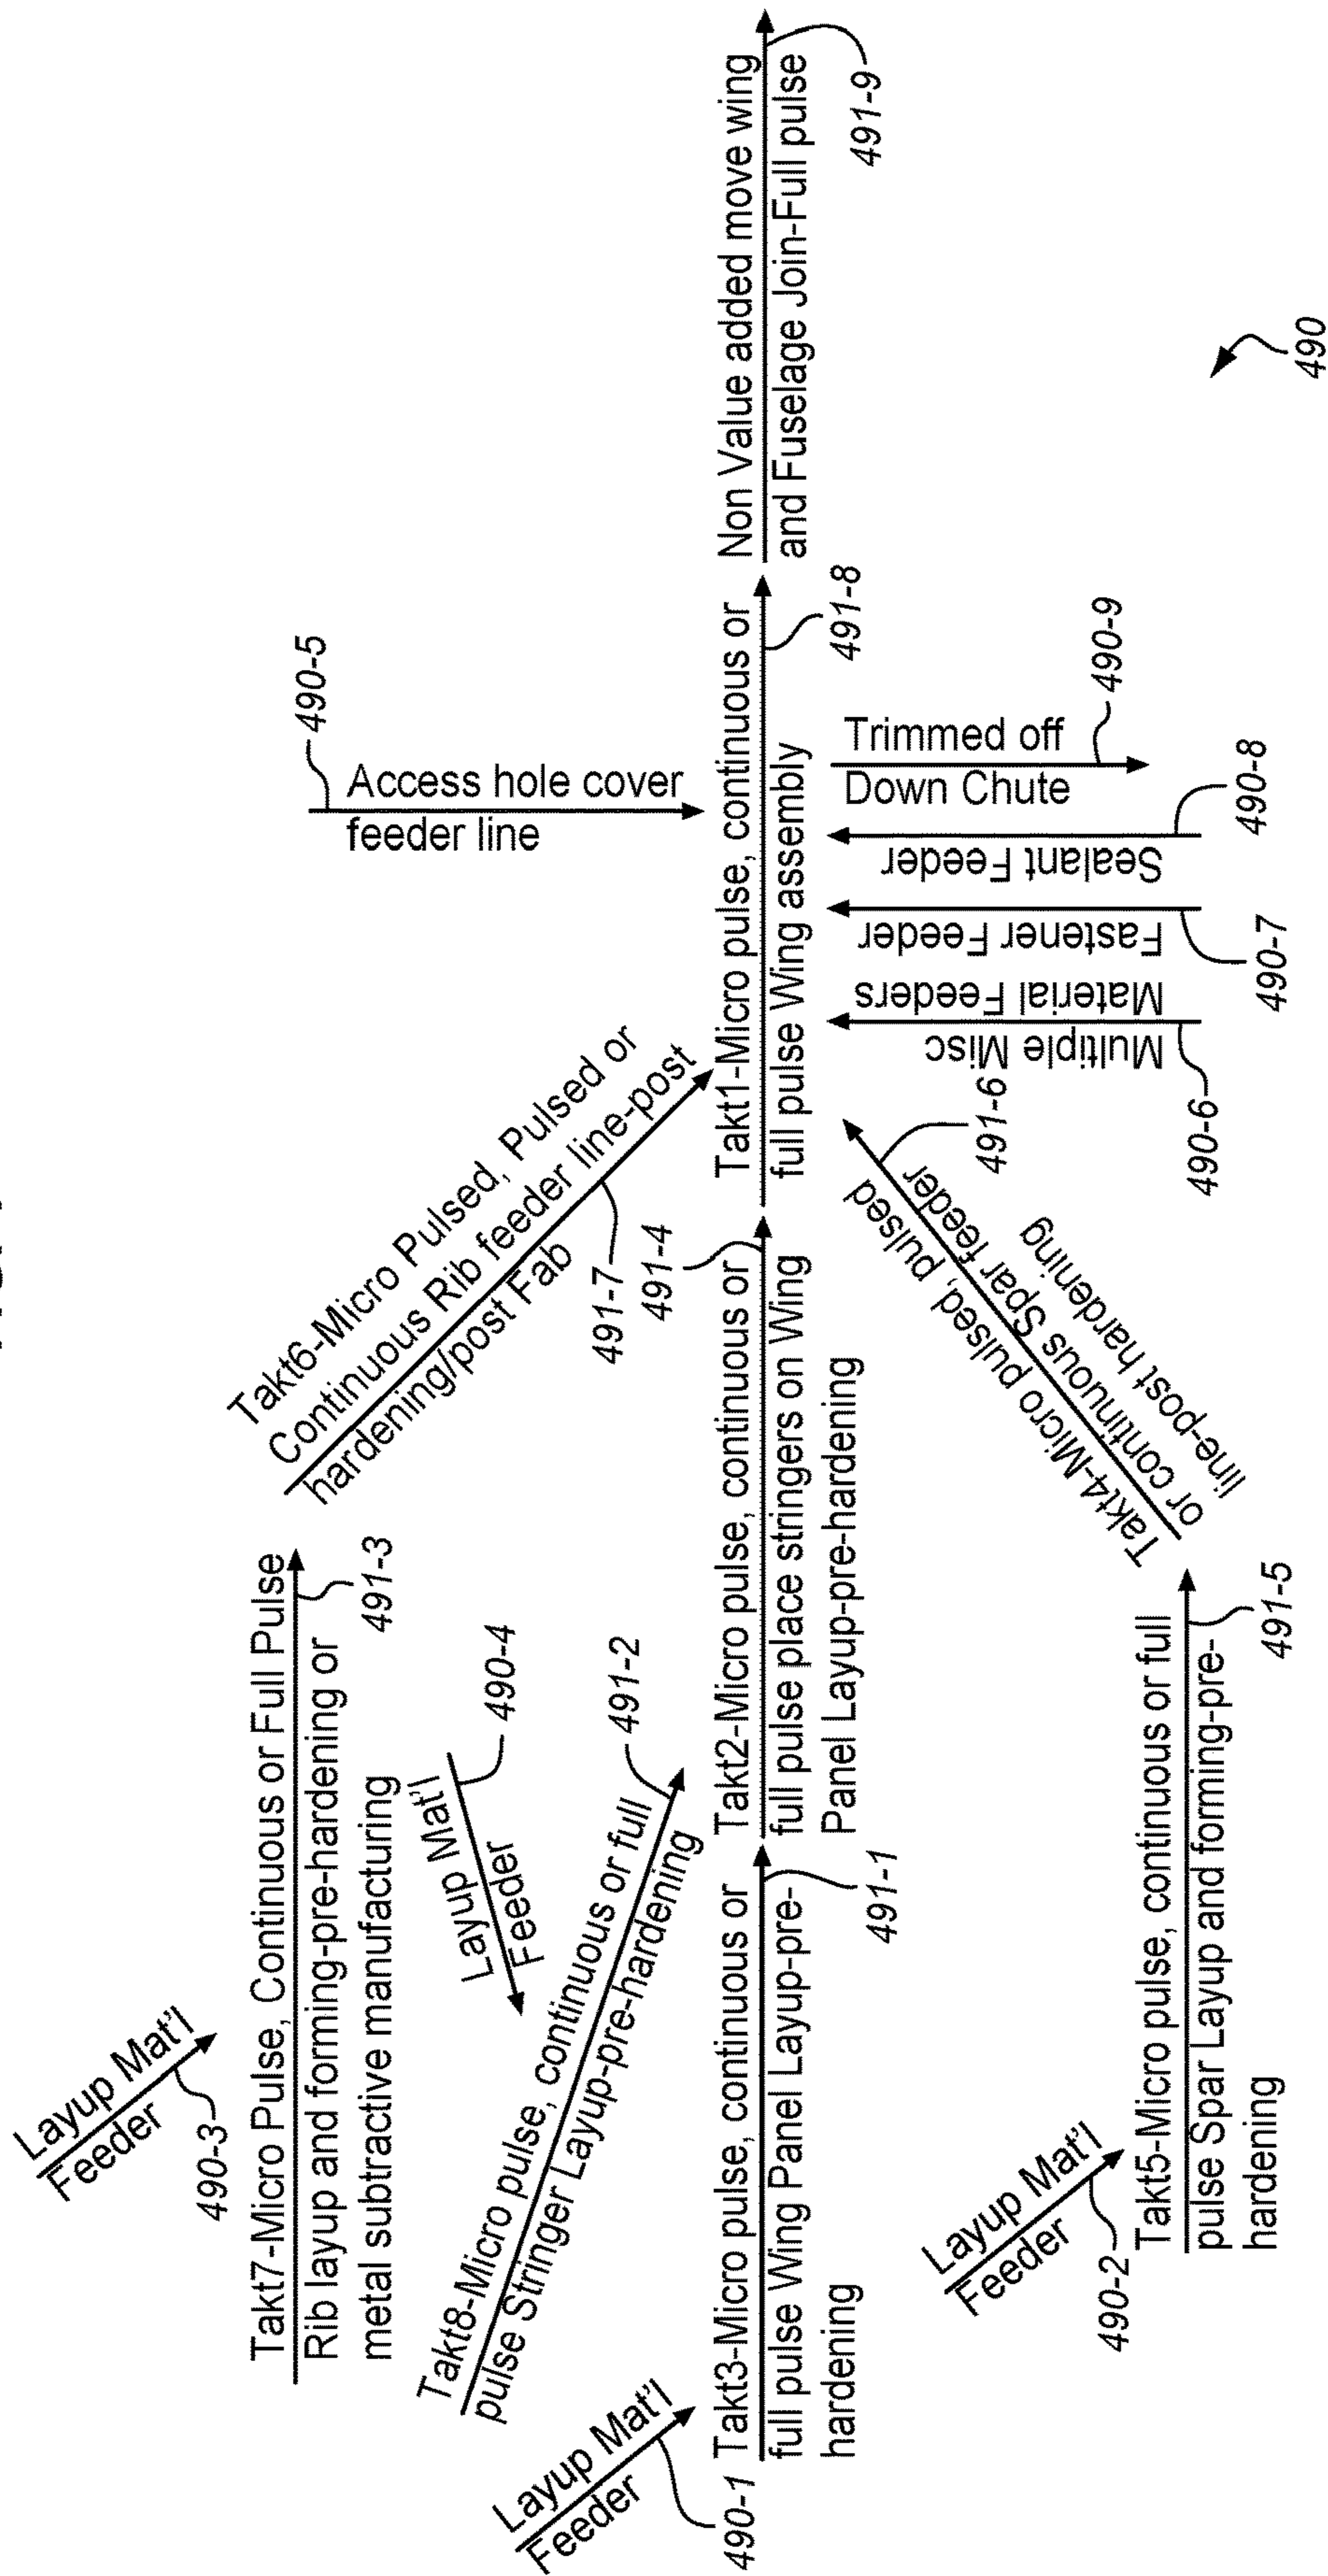 Layup Mat'l
Feeder
490-3
Takt7-Micro Pulse, Continuous or Full Pulse
Rib layup and forming-pre-hardening or
metal subtractive manufacturing
491-3
Layup Mat'l
Feeder
490-4
Takt8-Micro pulse, continuous or full
pulse Stringer Layup-pre-hardening
491-2
Layup Mat'l
Feeder
490-1
Takt3-Micro pulse, continuous or
full pulse Wing Panel Layup-pre-
hardening
491-1
Takt2-Micro pulse, continuous or
full pulse place stringers on Wing
Panel Layup-pre-hardening
491-4
Takt6-Micro Pulsed, Pulsed or
Continuous Rib feeder line-post
hardening/post Fab
491-7
Layup Mat'l
Feeder
490-2
Takt5-Micro pulse, continuous or full
pulse Spar Layup and forming-pre-
hardening
491-5
Takt4-Micro pulsed, pulsed
or continuous Spar feeder
line-post hardening
491-6
Access hole cover
feeder line
490-5
Takt1-Micro pulse, continuous or
full pulse Wing assembly
491-8
Multiple Misc
Material Feeders
490-6
Fastener Feeder
490-7
Sealant Feeder
490-8
Trimmed off
Down Chute
490-9
Non Value added move wing
and Fuselage Join-Full pulse
491-9
490